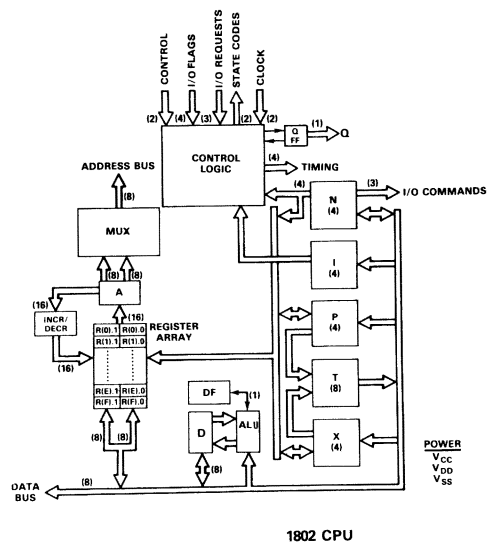 CONTROL
I/O FLAGS
I/O REQUESTS
STATE CODES
CLOCK
(2) (4) (3) (2) (2)
CONTROL
LOGIC
Q
FF
(1)
Q
(4)
TIMING
ADDRESS BUS
(8)
MUX
(8) (8)
A
(16)
INCR/
DECR
(16)
(16)
REGISTER
ARRAY
R(0).1 R(0).0
R(1).1 R(1).0
R(E).1 R(E).0
R(F).1 R(F).0
(8) (8)
(4)
N
(4)
(3)
I/O COMMANDS
I
(4)
P
(4)
T
(8)
X
(4)
DF
(1)
D
ALU
(8)
(8)
DATA
BUS
POWER
VCC
VDD
VSS
1802 CPU